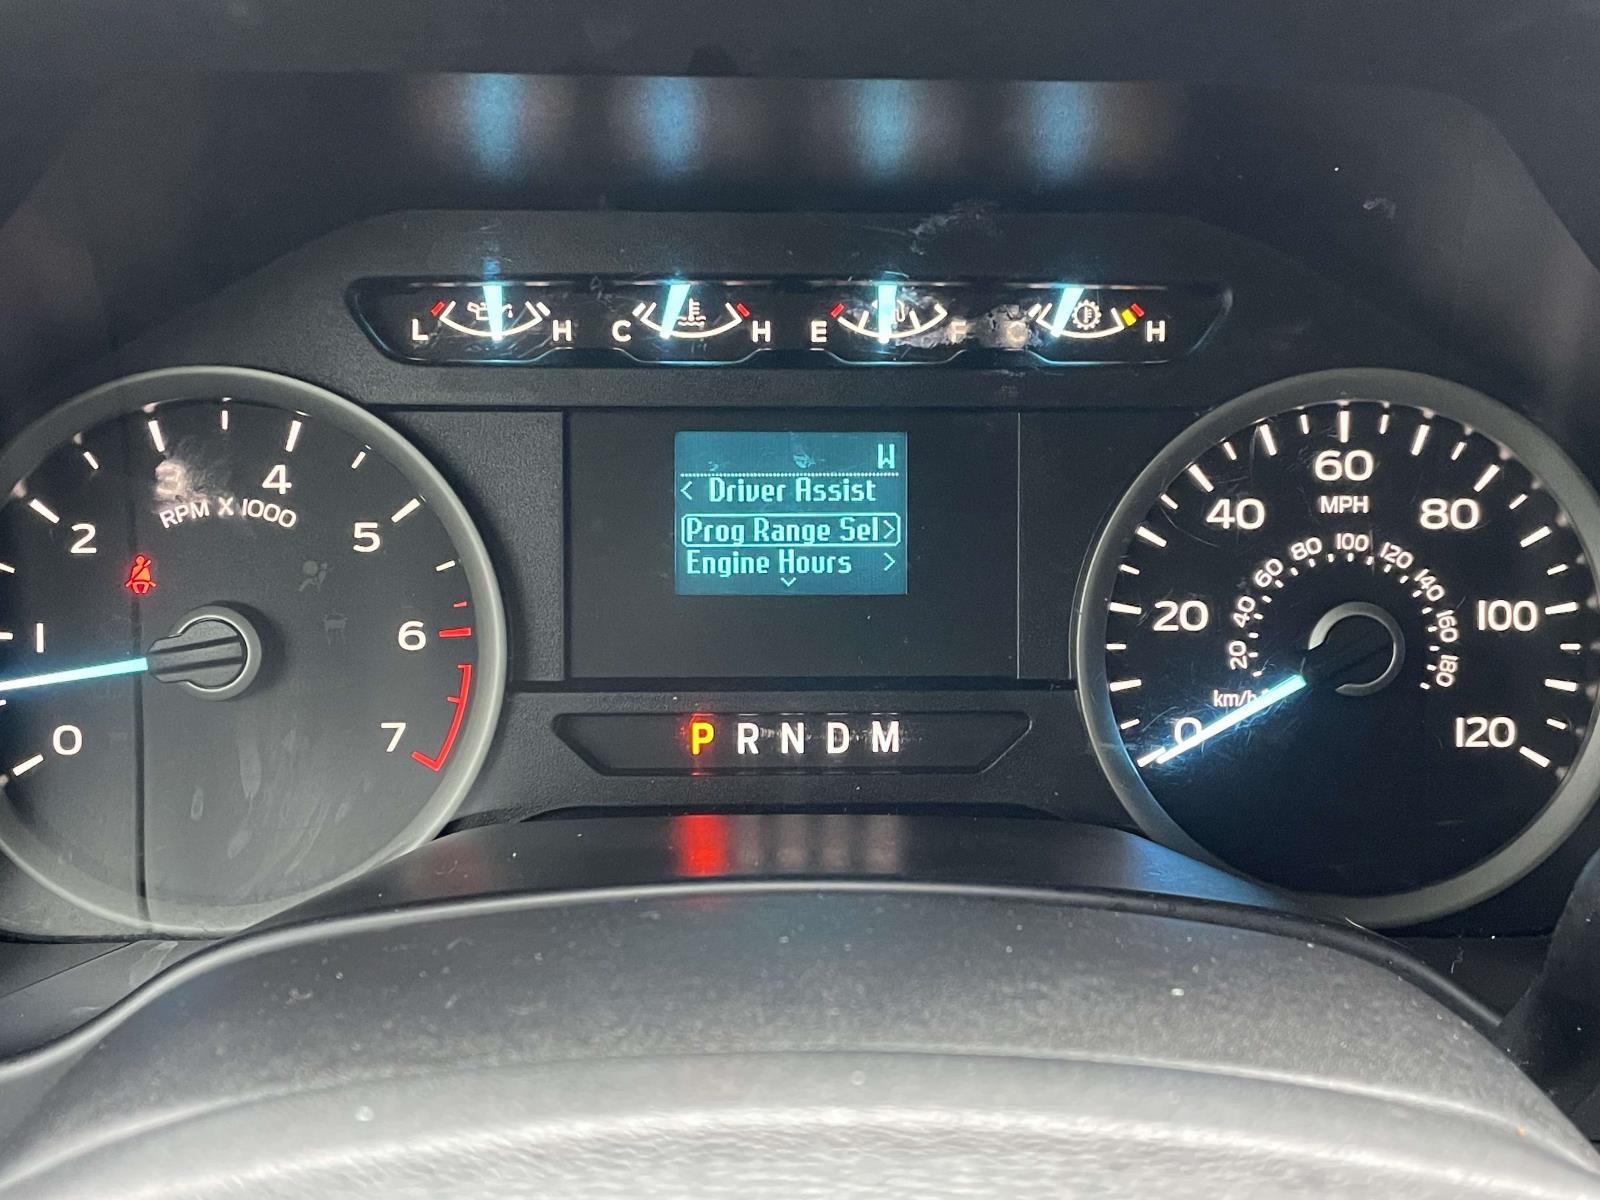 L H C H E F C H
W
< Driver Assist
Prog Range Sel >
Engine Hours >
0 1 2 3 4 5 6 7
RPM X 1000
P R N D M
0 20 40 60 80 100 120
MPH
20 40 60 80 100 120 140 160 180
km/h